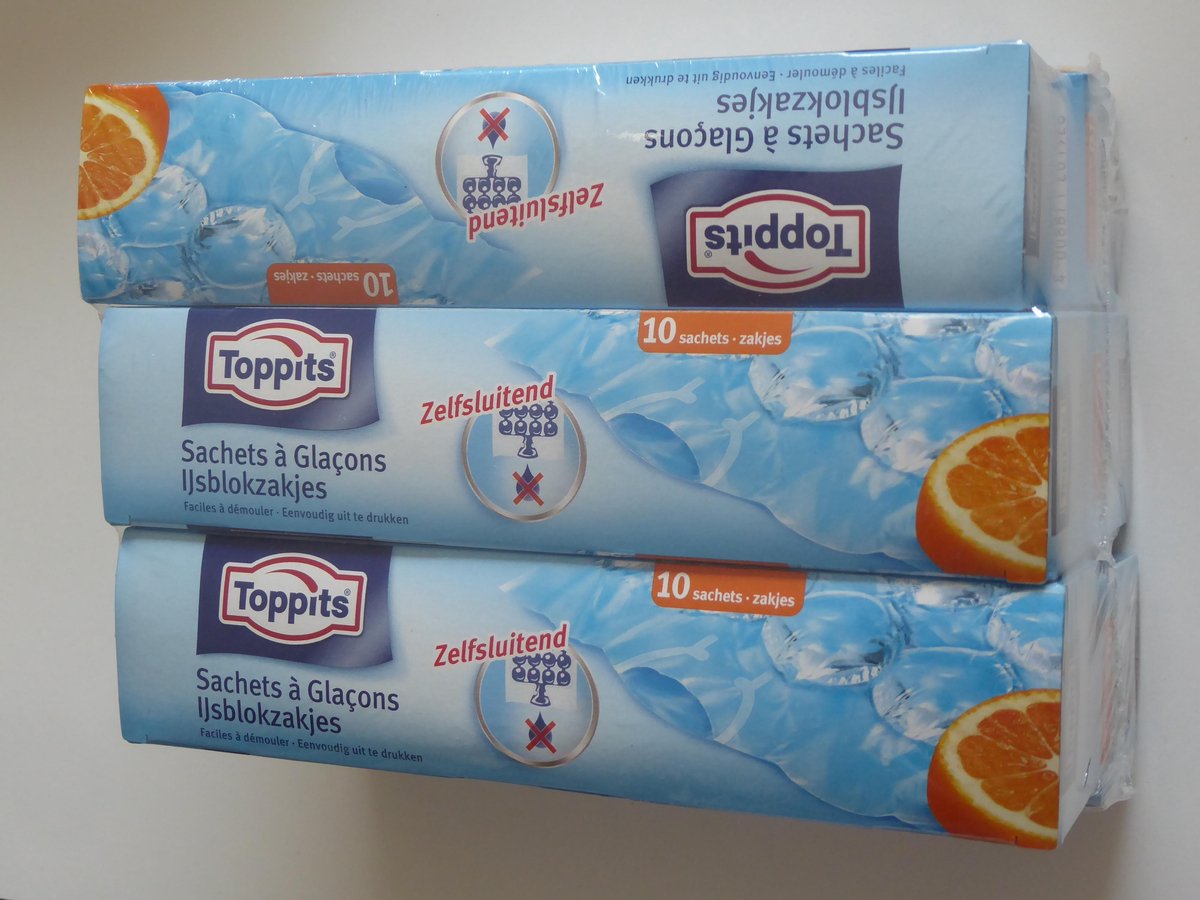 Toppits®
Sachets à Glaçons
IJsblokzakjes
Faciles à démouler · Eenvoudig uit te drukken
Zelfsluitend
10 sachets · zakjes
Toppits®
Sachets à Glaçons
IJsblokzakjes
Faciles à démouler · Eenvoudig uit te drukken
Zelfsluitend
10 sachets · zakjes
Toppits®
Sachets à Glaçons
IJsblokzakjes
Faciles à démouler · Eenvoudig uit te drukken
Zelfsluitend
10 sachets · zakjes